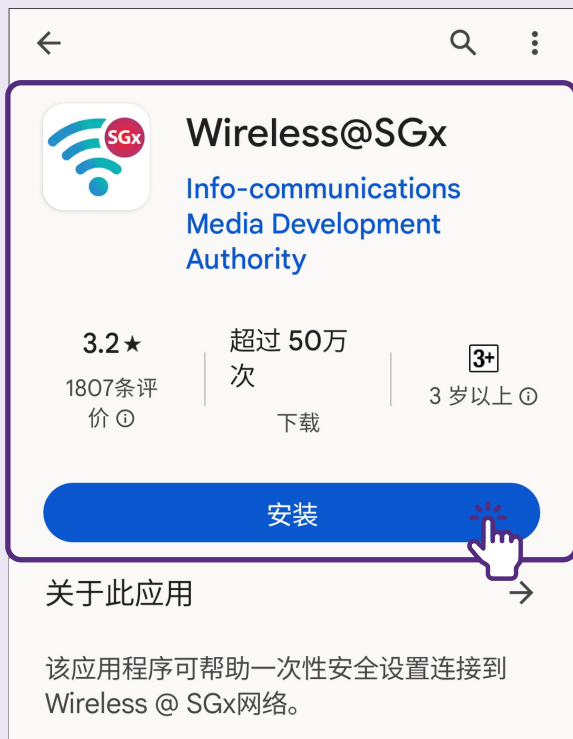 SGx
Wireless@SGx
Info-communications
Media Development
Authority
3.2★
1807条评
价
超过 50万
次
下载
3+
3 岁以上
安装
关于此应用
该应用程序可帮助一次性安全设置连接到
Wireless @ SGx网络。